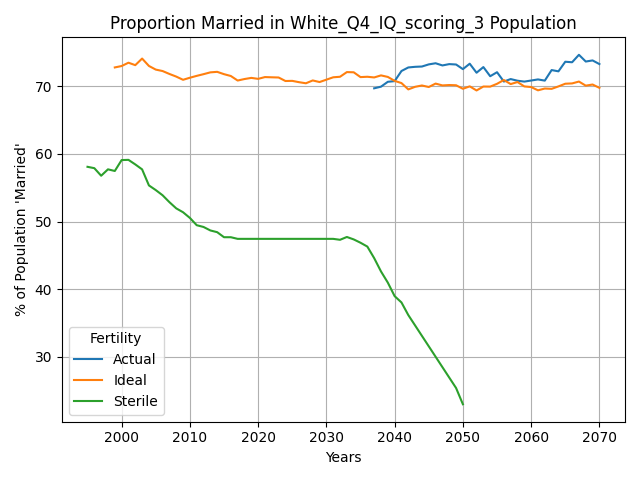 Proportion Married in White_Q4_IQ_scoring_3 Population
% of Population 'Married'
70
60
50
40
30
Fertility
Actual
Ideal
Sterile
2000 2010 2020 2030 2040 2050 2060 2070
Years